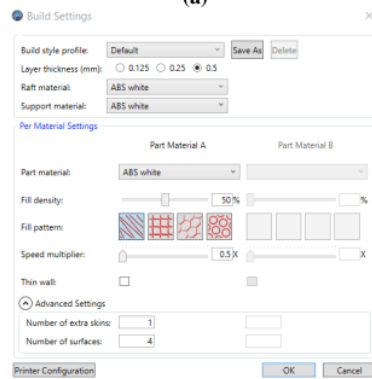 (a)
Build Settings
Build style profile: Default Save As Delete
Layer thickness (mm): 0.125 0.25 0.5
Raft material: ABS white
Support material: ABS white
Per Material Settings
Part Material A Part Material B
Part material: ABS white
Fill density: 50 % %
Fill pattern:
Speed multiplier: 0.5 X X
Thin wall:
Advanced Settings
Number of extra skins: 1
Number of surfaces: 4
Printer Configuration OK Cancel